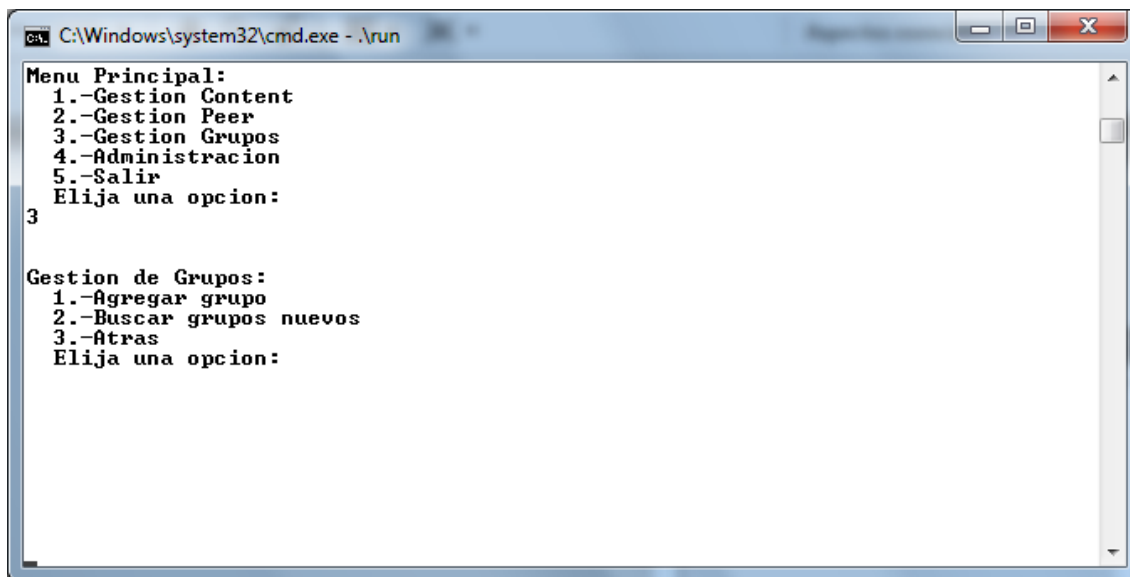 C:\Windows\system32\cmd.exe - .\run
Menu Principal:
1.-Gestion Content
2.-Gestion Peer
3.-Gestion Grupos
4.-Administracion
5.-Salir
Elija una opcion:
3
Gestion de Grupos:
1.-Agregar grupo
2.-Buscar grupos nuevos
3.-Atras
Elija una opcion: